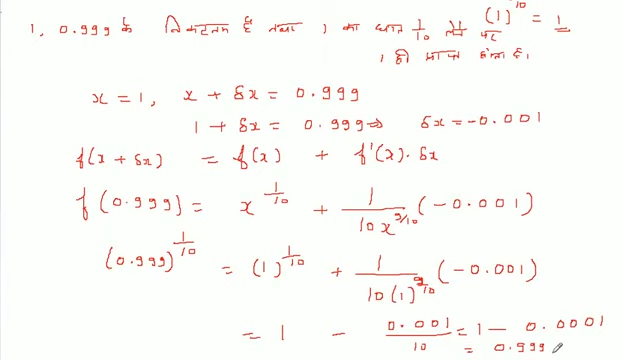 1, 0.999 के निकटतम है तथा 1 का घात 1/10 लेने पर (1)^10 = 1
1 ही प्राप्त होता है।
x = 1, x + δx = 0.999
1 + δx = 0.999 ⇒ δx = -0.001
f(x + δx) = f(x) + f'(x). δx
f(0.999) = x^(1/10) + 1/(10x^(9/10)) (-0.001)
(0.999)^(1/10) = (1)^(1/10) + 1/(10(1)^(9/10)) (-0.001)
= 1 - 0.001/10 = 1 - 0.0001
= 0.999